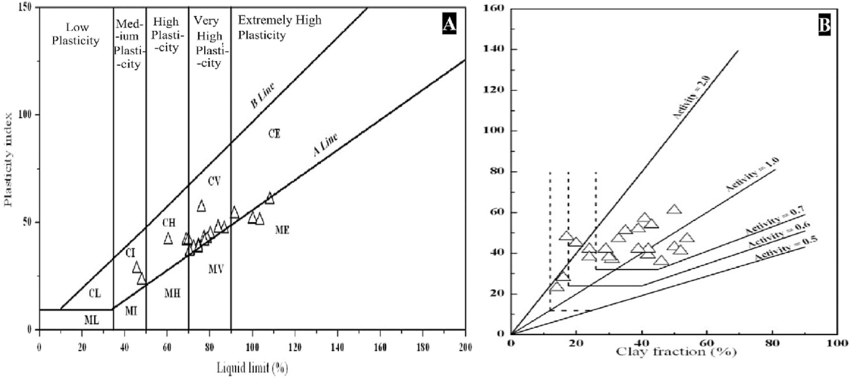 A
Low
Plasticity
Med-
-ium
Plasti-
-city
High
Plasti-
-city
Very
High
Plasti-
-city
Extremely High
Plasticity
150
100
50
0
Plasticity index
B Line
A Line
CE
CV
CH
CI
CL
ML
MI
MH
MV
ME
0 20 40 60 80 100 120 140 160 180 200
Liquid limit (%)
B
160
140
120
100
80
60
40
20
0
Activity = 2.0
Activity = 1.0
Activity = 0.7
Activity = 0.6
Activity = 0.5
0 20 40 60 80 100
Clay fraction (%)